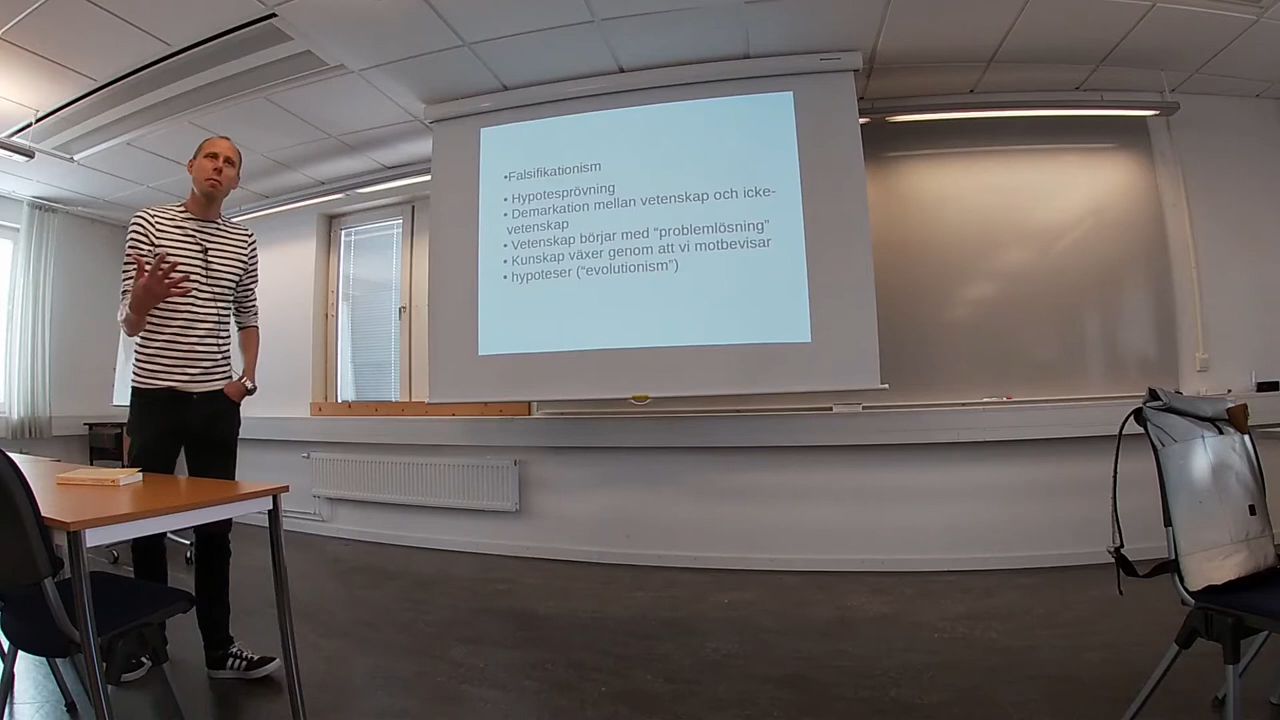 •Falsifikationism
• Hypotesprövning
• Demarkation mellan vetenskap och icke-
vetenskap
• Vetenskap börjar med “problemlösning”
• Kunskap växer genom att vi motbevisar
• hypoteser (“evolutionism”)